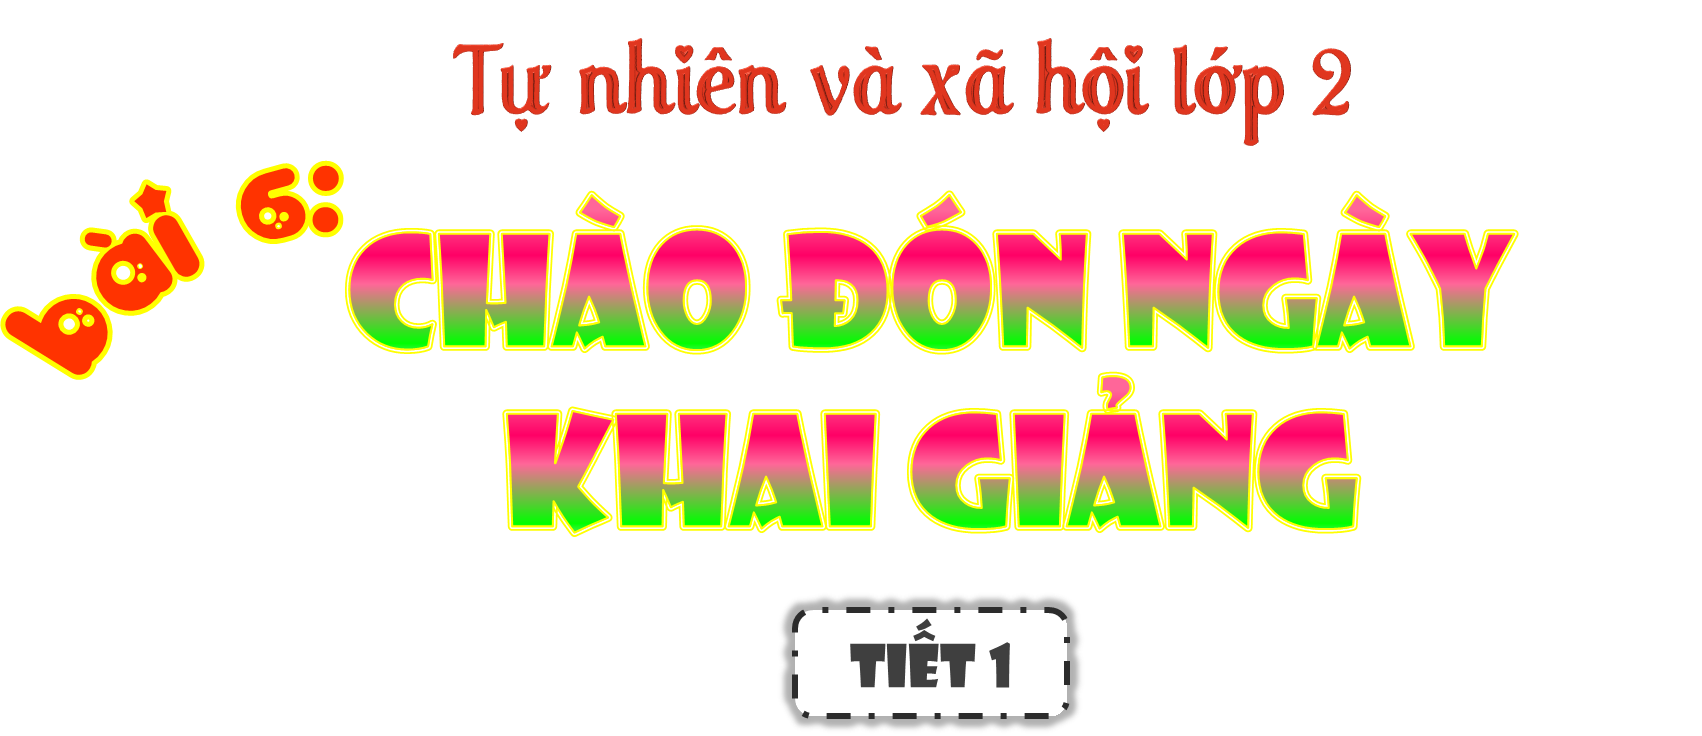 Tự nhiên và xã hội lớp 2
bài 6:
CHÀO ĐÓN NGÀY
KHAI GIẢNG
TIẾT 1